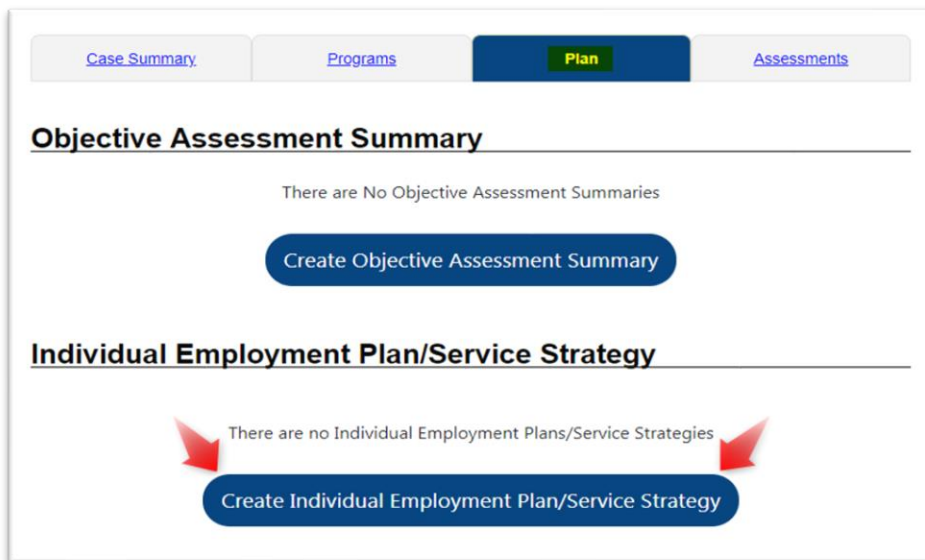 Case Summary Programs Plan Assessments
Objective Assessment Summary
There are No Objective Assessment Summaries
Create Objective Assessment Summary
Individual Employment Plan/Service Strategy
There are no Individual Employment Plans/Service Strategies
Create Individual Employment Plan/Service Strategy